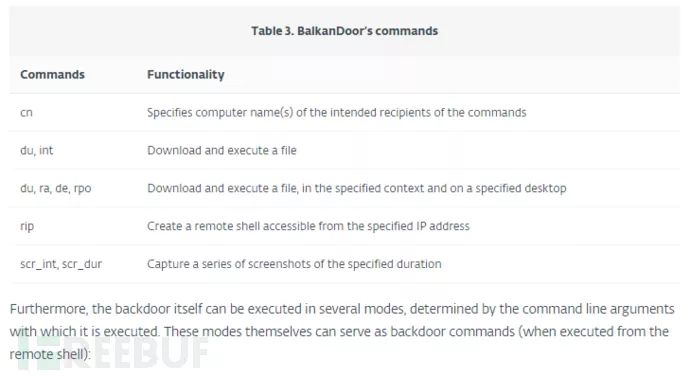 Table 3. BalkanDoor's commands
Commands Functionality
cn Specifies computer name(s) of the intended recipients of the commands
du, int Download and execute a file
du, ra, de, rpo Download and execute a file, in the specified context and on a specified desktop
rip Create a remote shell accessible from the specified IP address
scr_int, scr_dur Capture a series of screenshots of the specified duration
Furthermore, the backdoor itself can be executed in several modes, determined by the command line arguments
with which it is executed. These modes themselves can serve as backdoor commands (when executed from the
remote shell):
REEBUF